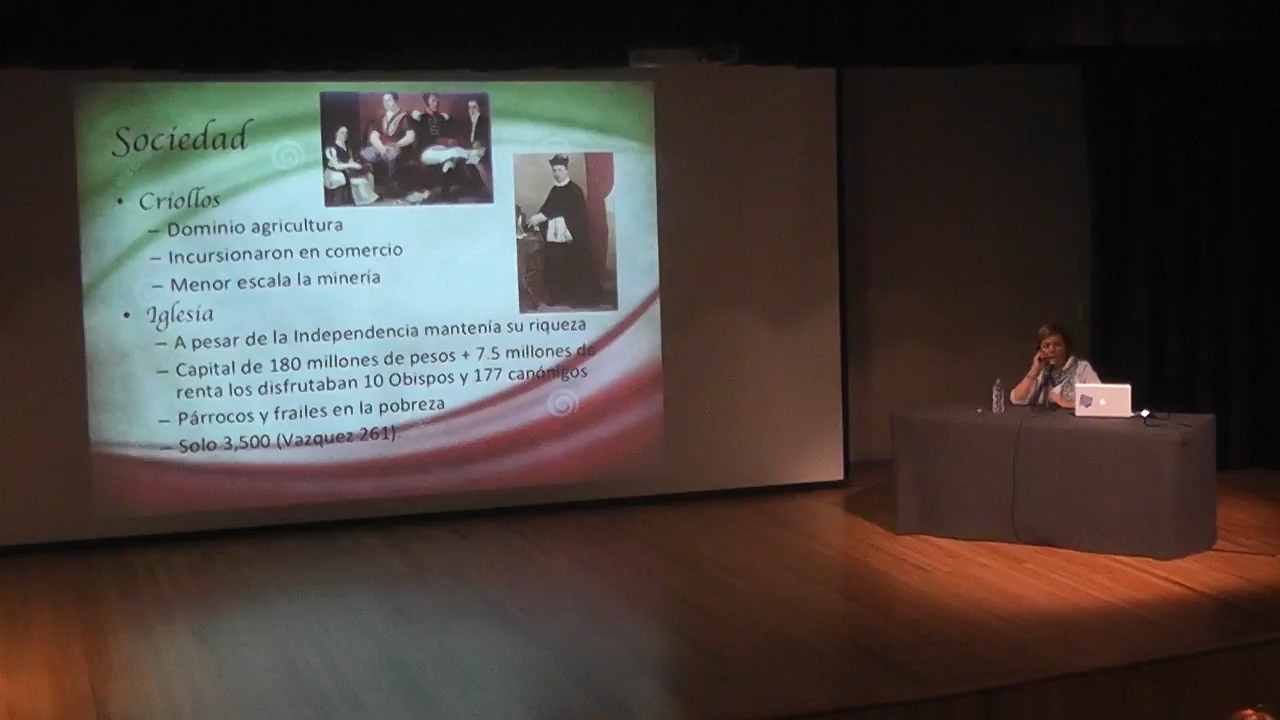 Sociedad
• Criollos
– Dominio agricultura
– Incursionaron en comercio
– Menor escala la minería
• Iglesia
– A pesar de la Independencia mantenía su riqueza
– Capital de 180 millones de pesos + 7.5 millones de
renta los disfrutaban 10 Obispos y 177 canónigos
– Párrocos y frailes en la pobreza
– Solo 3,500 (Vazquez 261).